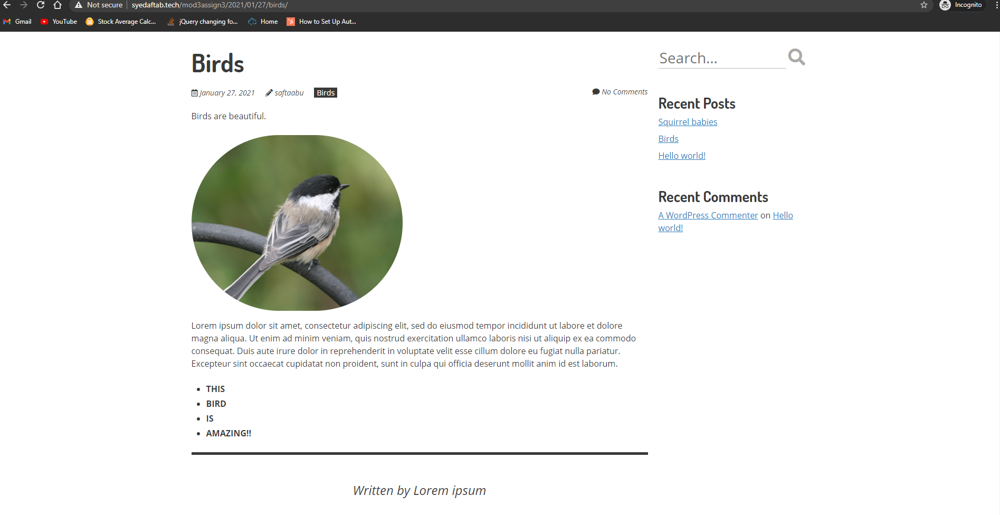 Not secure syedaftab.tech/mod3assign3/2021/01/27/birds/ Incognito
Gmail YouTube Stock Average Calc... jQuery changing fo... Home How to Set Up Aut...
Birds
January 27, 2021 saftaabu Birds No Comments
Birds are beautiful.
Lorem ipsum dolor sit amet, consectetur adipiscing elit, sed do eiusmod tempor incididunt ut labore et dolore
magna aliqua. Ut enim ad minim veniam, quis nostrud exercitation ullamco laboris nisi ut aliquip ex ea commodo
consequat. Duis aute irure dolor in reprehenderit in voluptate velit esse cillum dolore eu fugiat nulla pariatur.
Excepteur sint occaecat cupidatat non proident, sunt in culpa qui officia deserunt mollit anim id est laborum.
THIS
BIRD
IS
AMAZING!!
Written by Lorem ipsum
Search...
Recent Posts
Squirrel babies
Birds
Hello world!
Recent Comments
A WordPress Commenter on Hello
world!